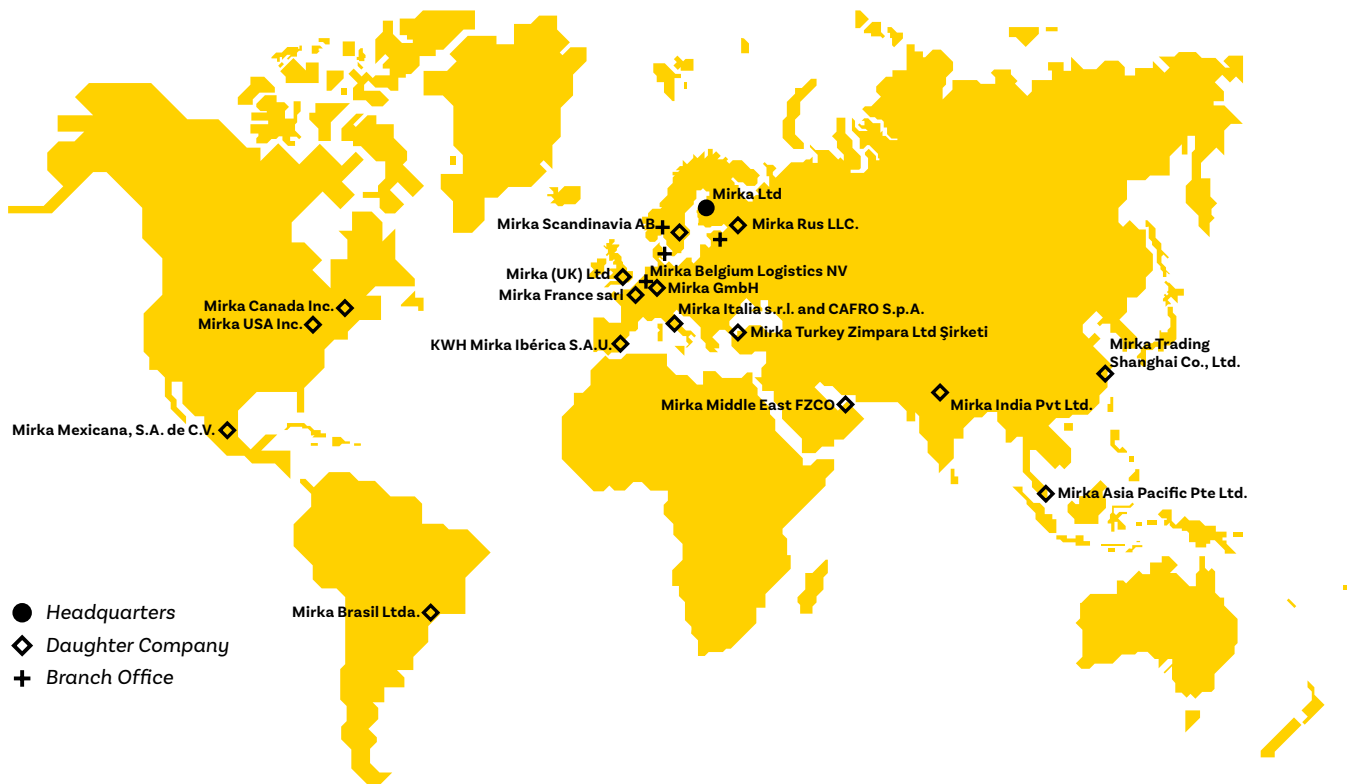 Mirka Ltd
Mirka Scandinavia AB
Mirka Rus LLC.
Mirka (UK) Ltd
Mirka Belgium Logistics NV
Mirka GmbH
Mirka France sarl
Mirka Canada Inc.
Mirka USA Inc.
Mirka Italia s.r.l. and CAFRO S.p.A.
Mirka Turkey Zimpara Ltd Şirketi
KWH Mirka Ibérica S.A.U.
Mirka Trading
Shanghai Co., Ltd.
Mirka Middle East FZCO
Mirka India Pvt Ltd.
Mirka Mexicana, S.A. de C.V.
Mirka Asia Pacific Pte Ltd.
Mirka Brasil Ltda.
Headquarters
Daughter Company
Branch Office